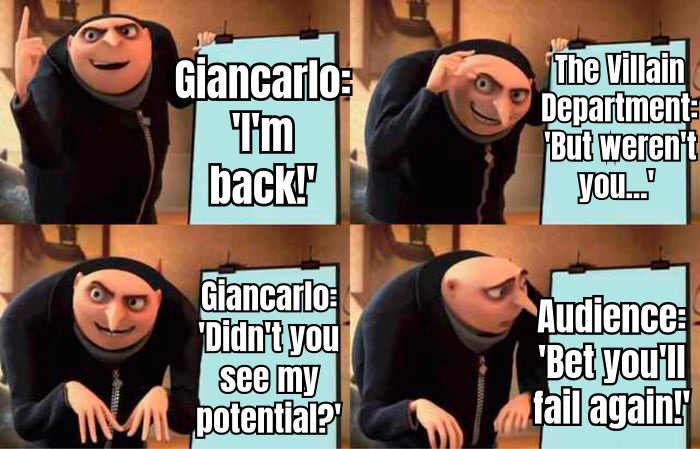 Giancarlo:
'I'm
back!'
The Villain
Department:
'But weren't
you...'
Giancarlo:
'Didn't you
see my
potential?'
Audience:
'Bet you'll
fail again!'